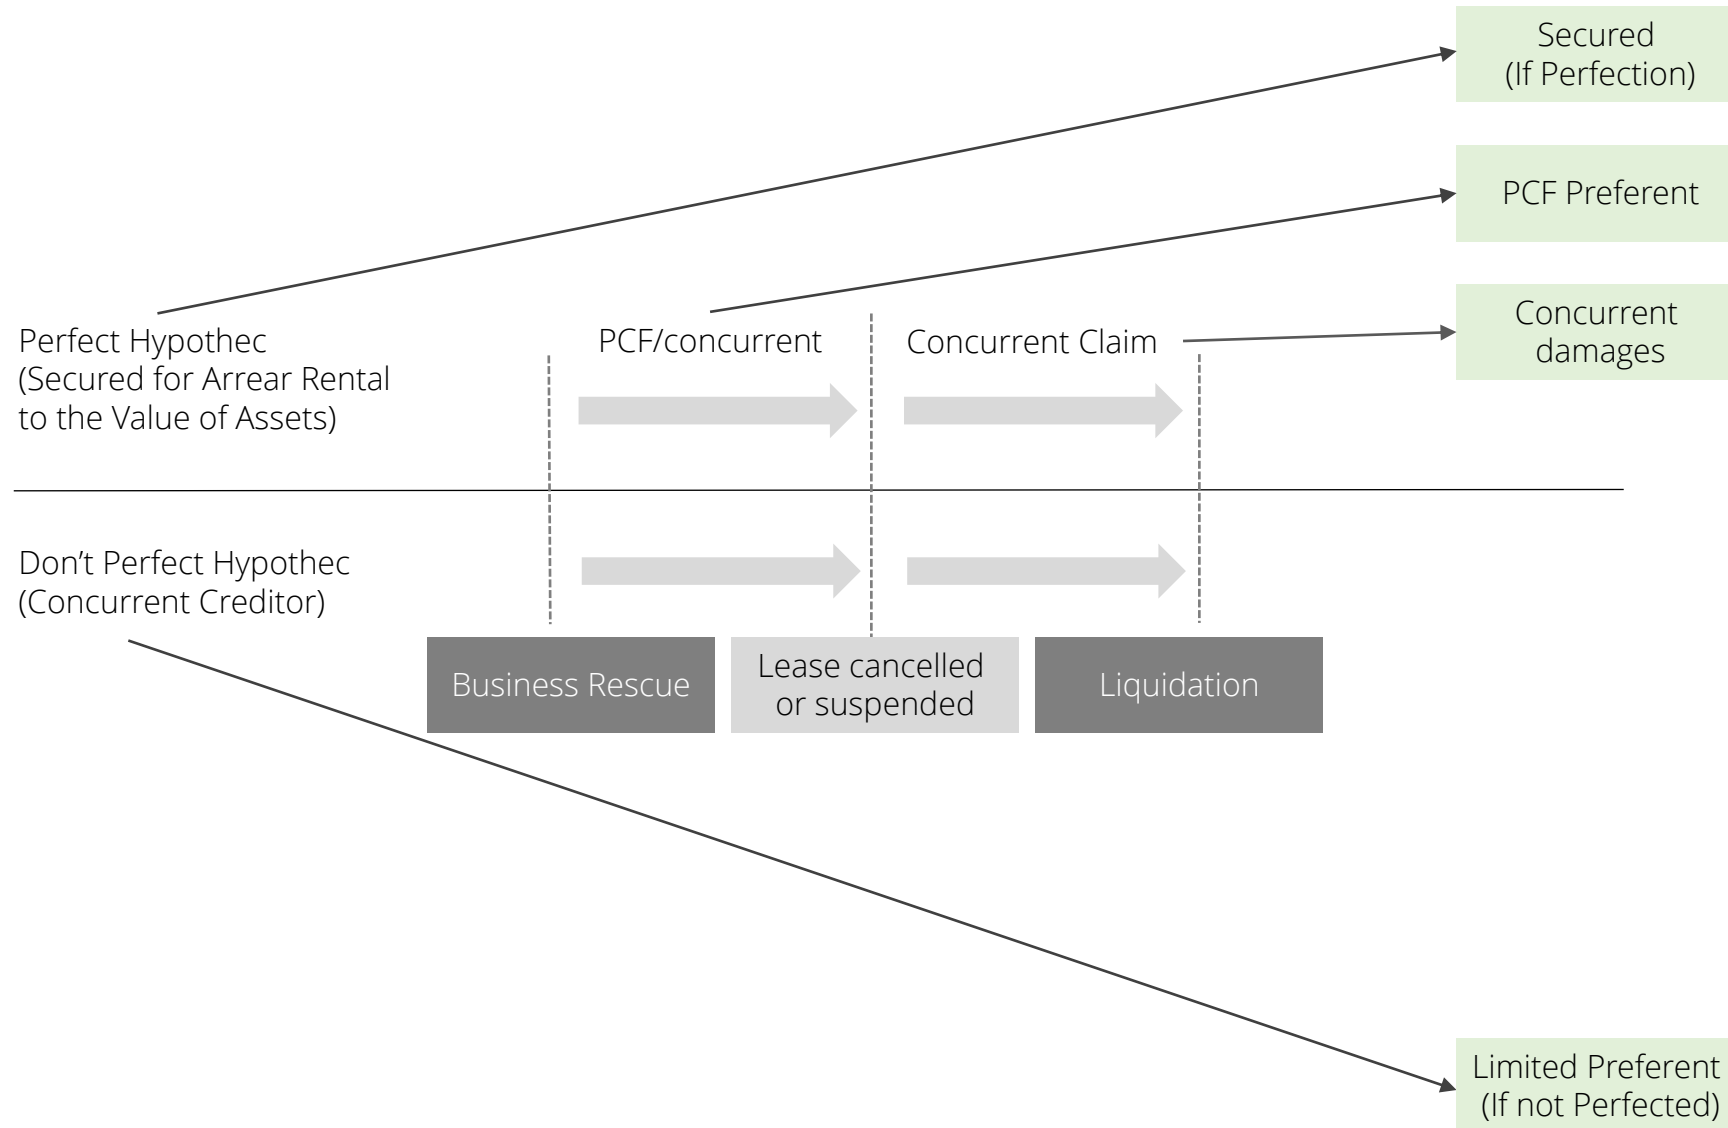 Secured
(If Perfection)
PCF Preferent
Concurrent
damages
Perfect Hypothec
(Secured for Arrear Rental
to the Value of Assets)
PCF/concurrent
Concurrent Claim
Don't Perfect Hypothec
(Concurrent Creditor)
Business Rescue
Lease cancelled
or suspended
Liquidation
Limited Preferent
(If not Perfected)